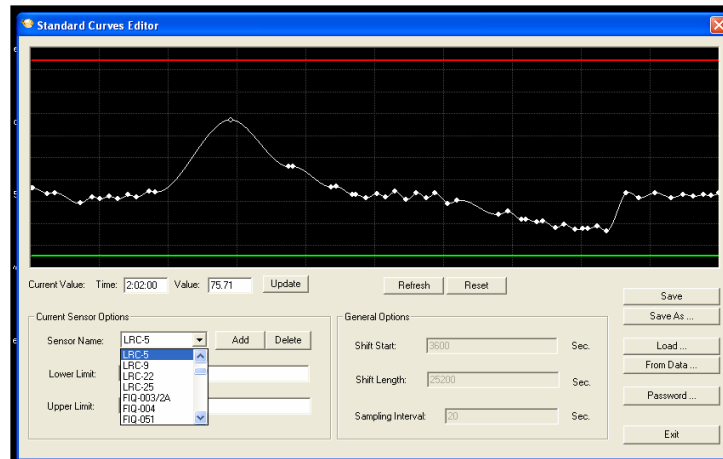 Standard Curves Editor
Current Value: Time: 2:02:00 Value: 75.71 Update Refresh Reset
Current Sensor Options
Sensor Name: LRC-5 Add Delete
LRC-5
LRC-9
LRC-22
LRC-25
FIQ-003/2A
FIQ-004
FIQ-051
Lower Limit:
Upper Limit:
General Options
Shift Start: 3600 Sec.
Shift Length: 25200 Sec.
Sampling Interval: 20 Sec.
Save
Save As ...
Load ...
From Data ...
Password ...
Exit